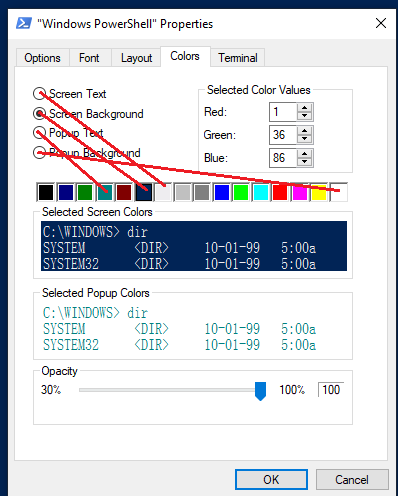 "Windows PowerShell" Properties
Options Font Layout Colors Terminal
Screen Text
Screen Background
Popup Text
Popup Background
Selected Color Values
Red: 1
Green: 36
Blue: 86
Selected Screen Colors
C:\WINDOWS> dir
SYSTEM <DIR> 10-01-99 5:00a
SYSTEM32 <DIR> 10-01-99 5:00a
Selected Popup Colors
C:\WINDOWS> dir
SYSTEM <DIR> 10-01-99 5:00a
SYSTEM32 <DIR> 10-01-99 5:00a
Opacity
30% 100% 100
OK Cancel